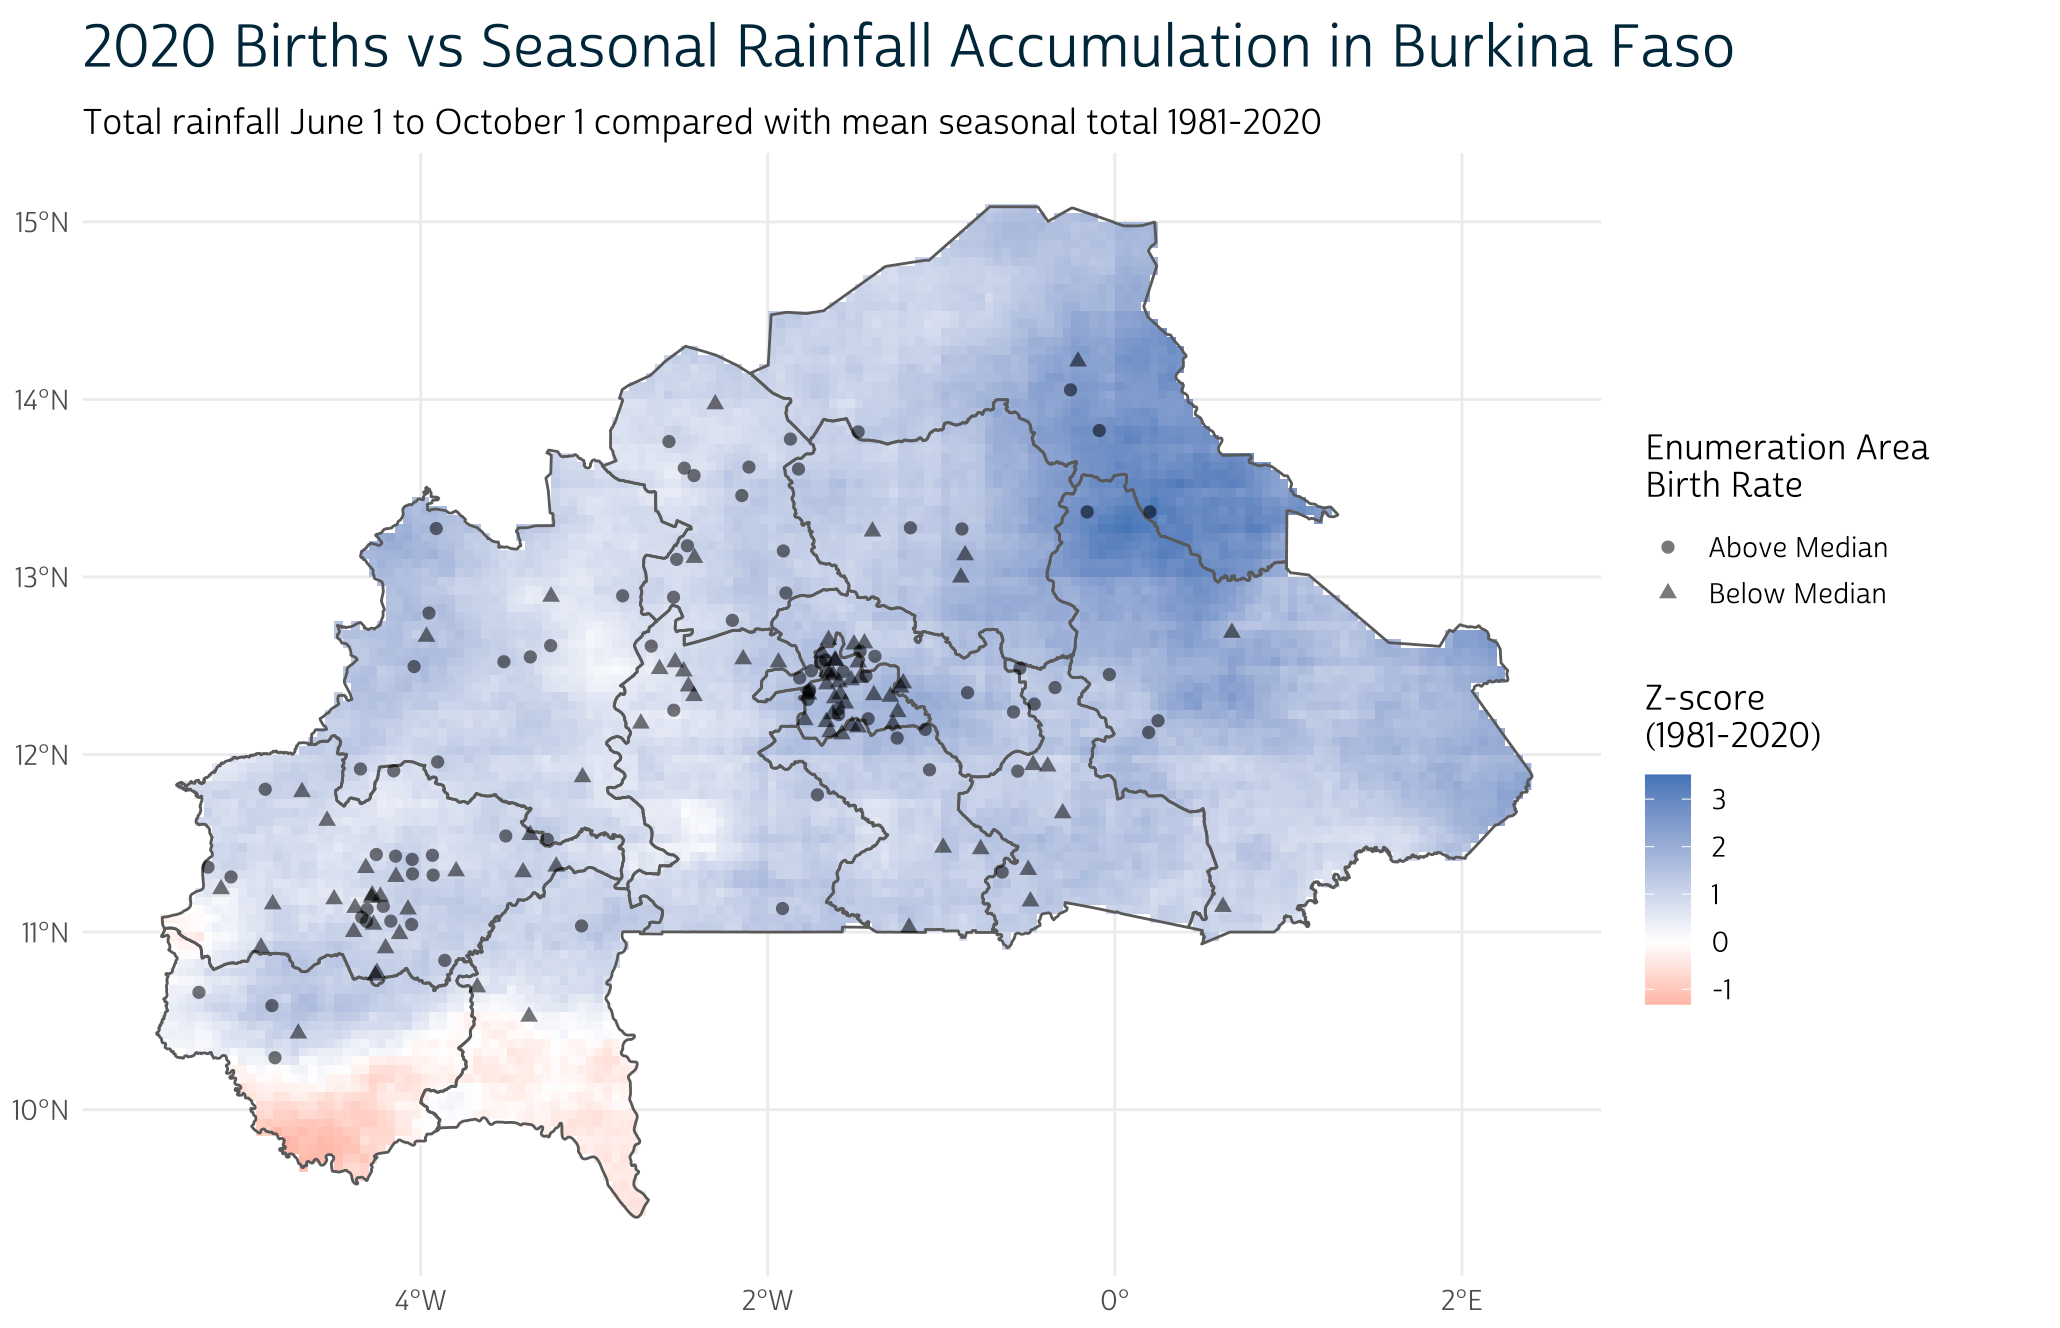 2020 Births vs Seasonal Rainfall Accumulation in Burkina Faso
Total rainfall June 1 to October 1 compared with mean seasonal total 1981-2020
15°N
14°N
13°N
12°N
11°N
10°N
4°W
2°W
0°
2°E
Enumeration Area
Birth Rate
Above Median
Below Median
Z-score
(1981-2020)
3
2
1
0
-1